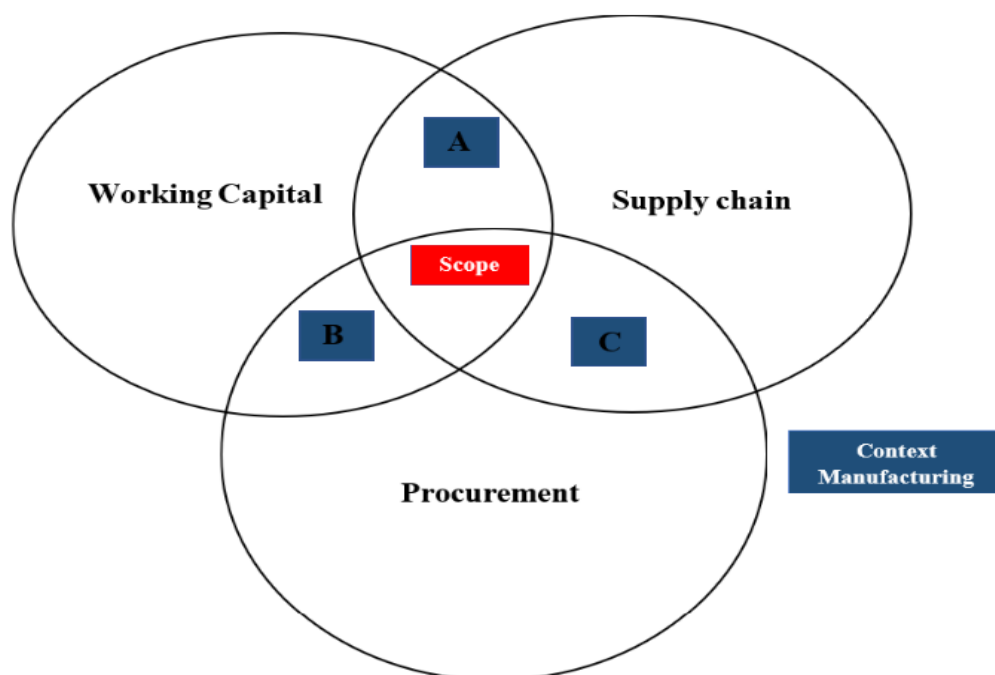 A
Working Capital
Supply chain
Scope
B
C
Context
Manufacturing
Procurement